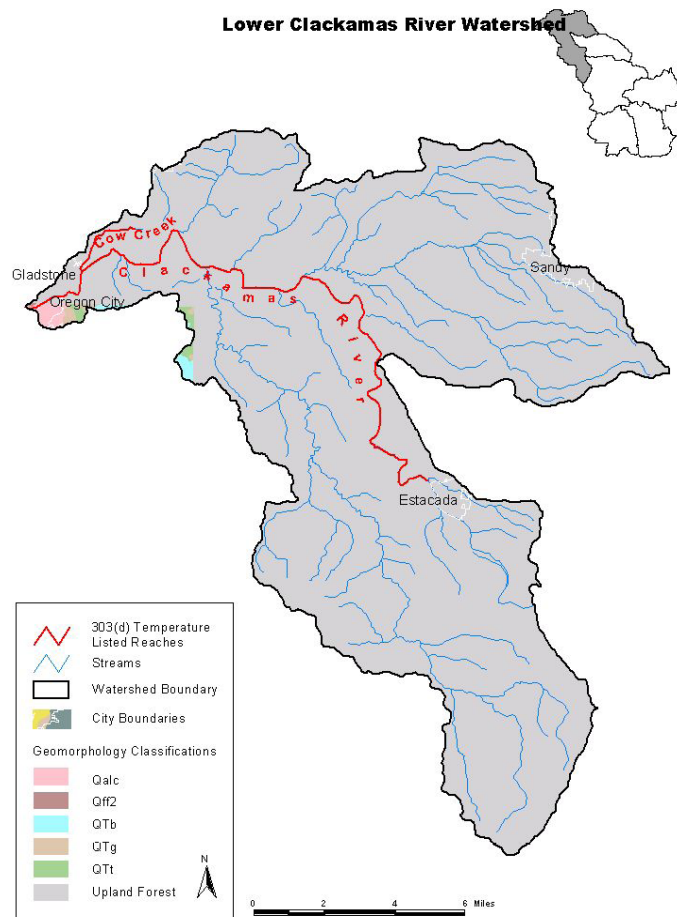 Lower Clackamas River Watershed
Cow Creek
Gladstone
Clackamas River
Oregon City
Sandy
Estacada
303(d) Temperature
Listed Reaches
Streams
Watershed Boundary
City Boundaries
Geomorphology Classifications
Qalc
Qff2
QTb
QTg
QTt
Upland Forest
N
0 2 4 6 Miles